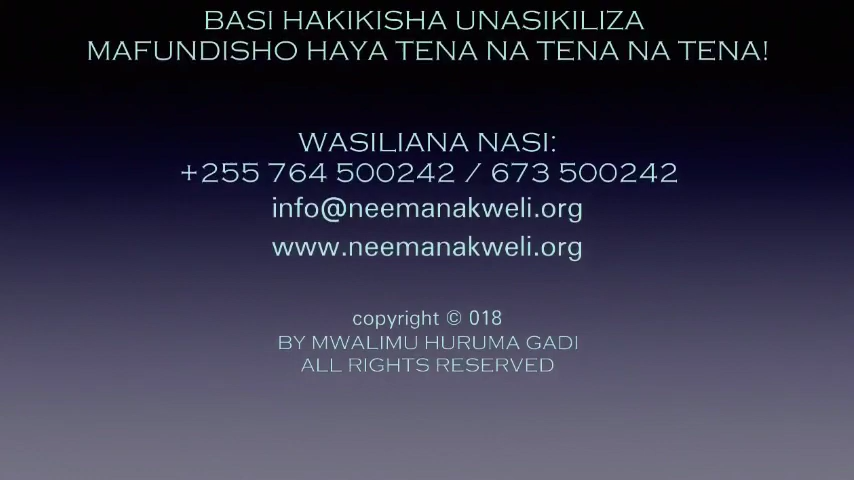 BASI HAKIKISHA UNASIKILIZA
MAFUNDISHO HAYA TENA NA TENA NA TENA!
WASILIANA NASI:
+255 764 500242 / 673 500242
info@neemanakweli.org
www.neemanakweli.org
copyright © 018
BY MWALIMU HURUMA GADI
ALL RIGHTS RESERVED